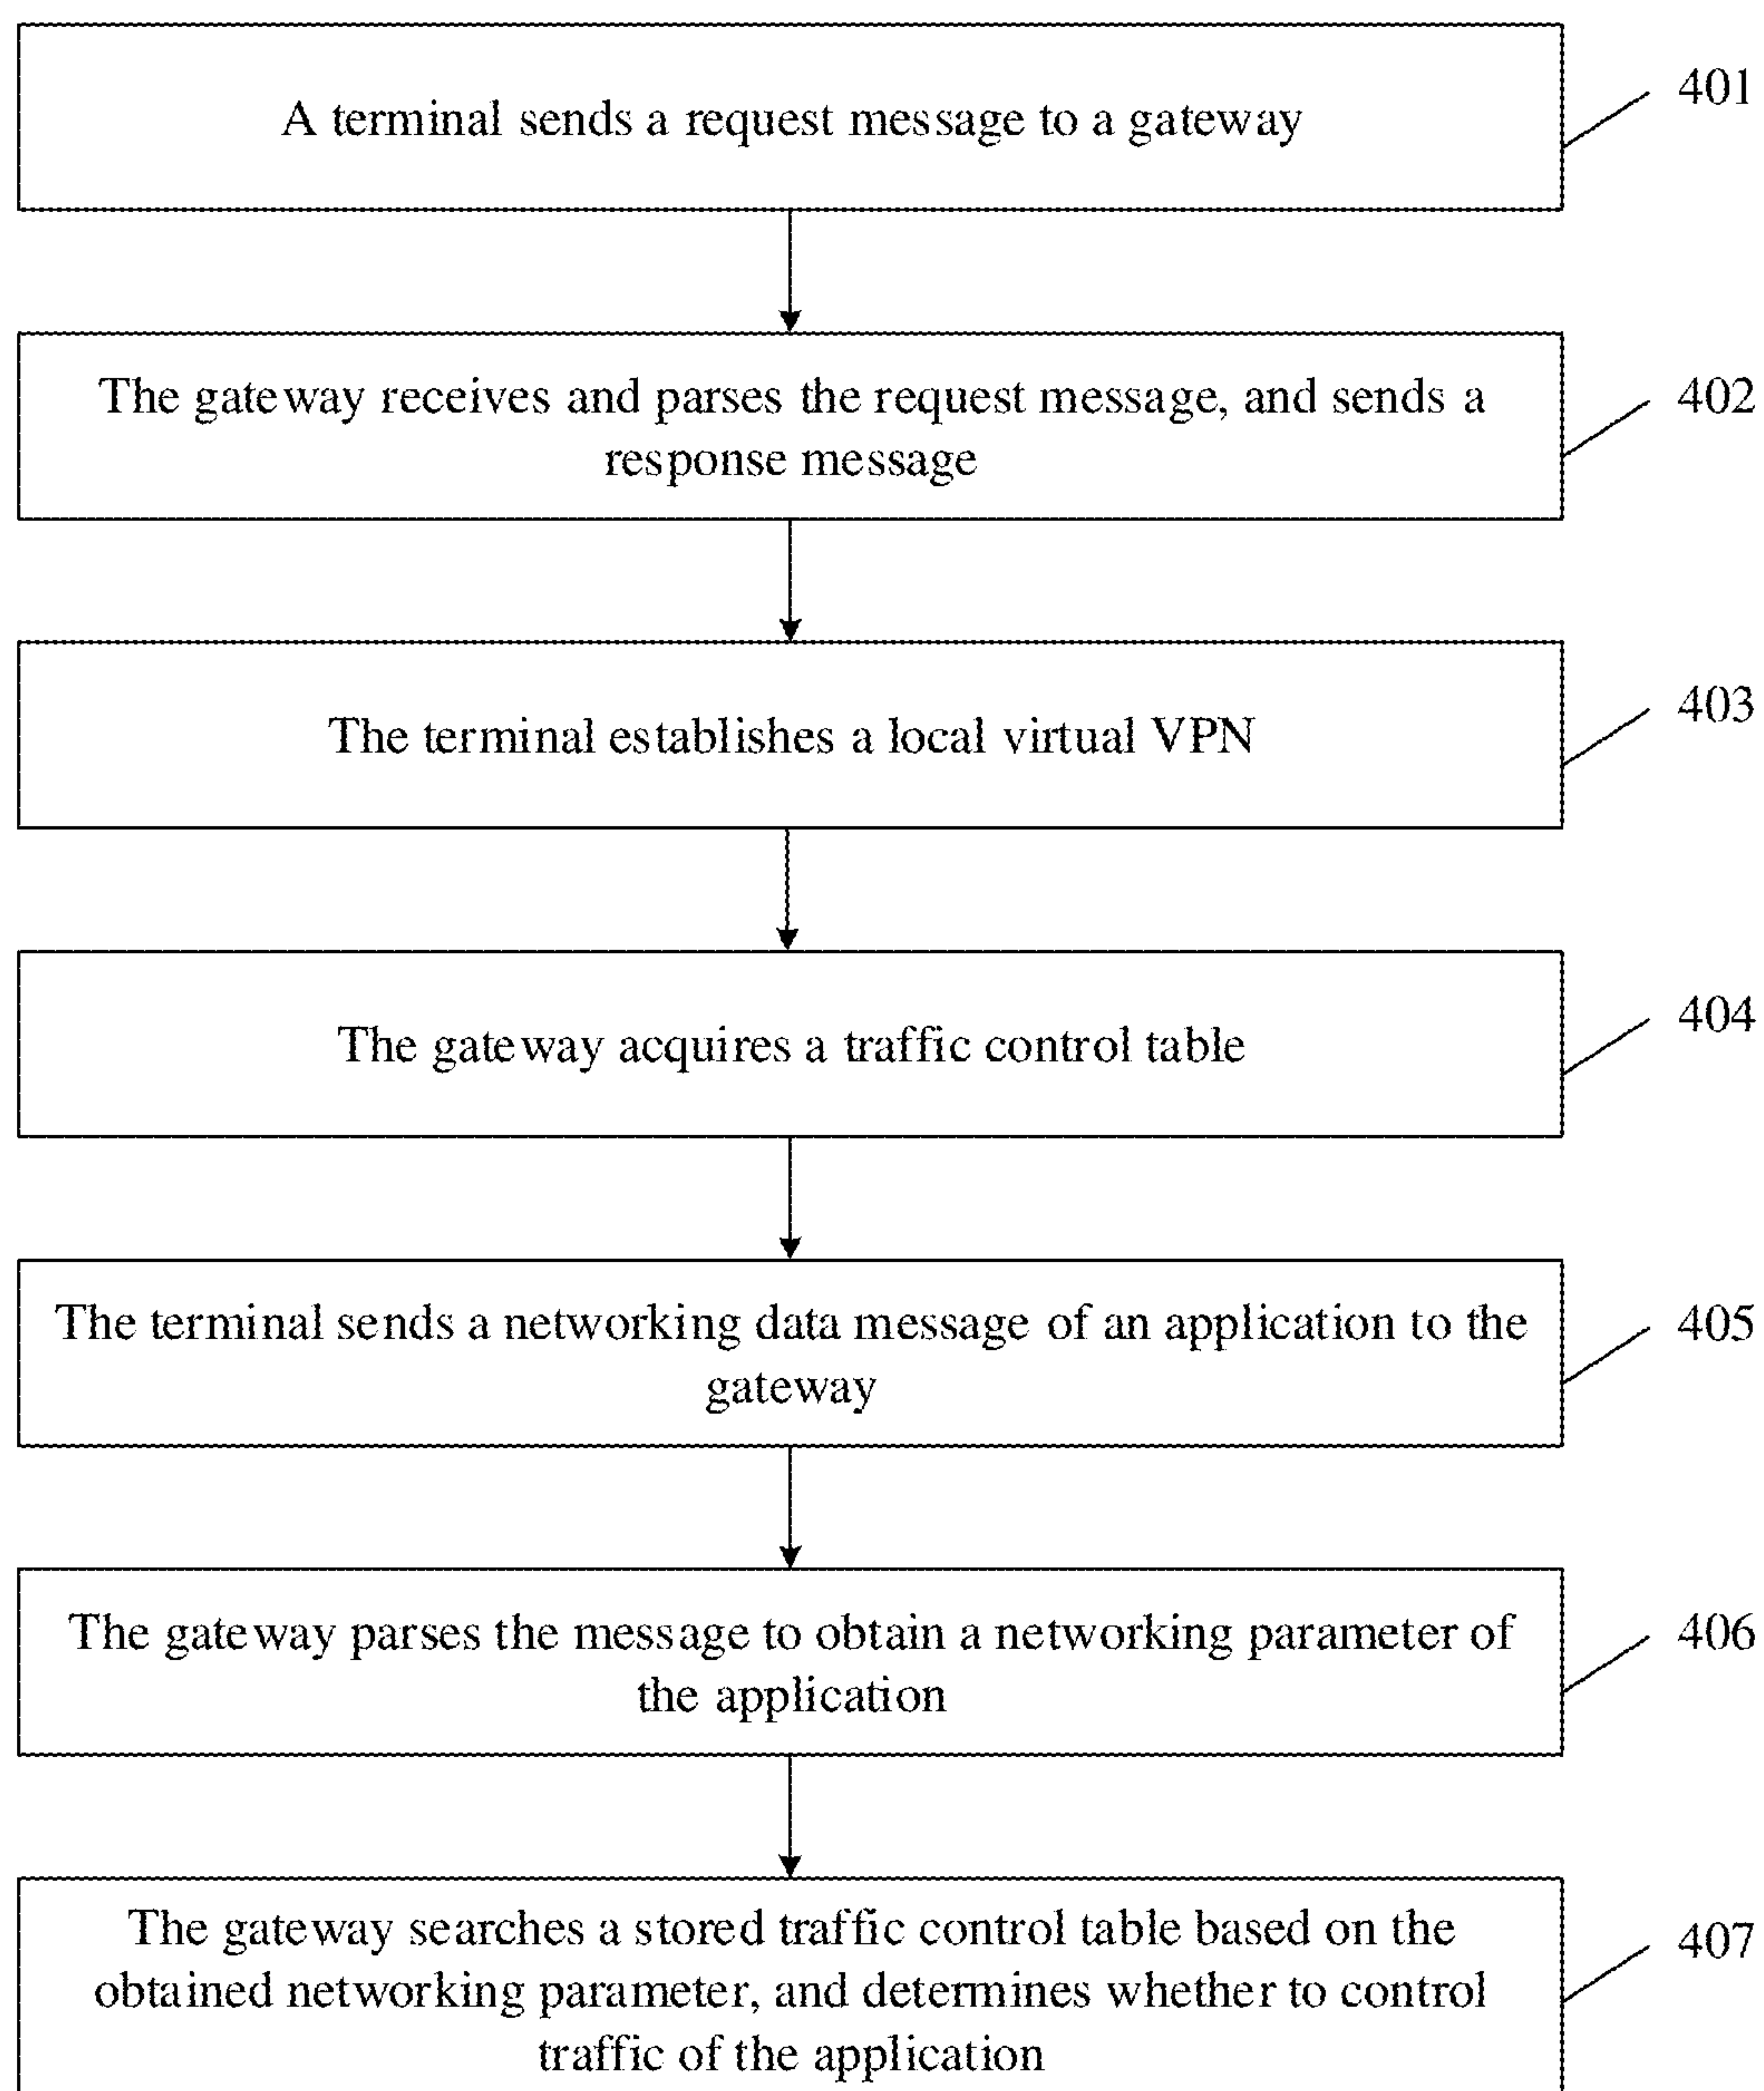 A terminal sends a request message to a gateway
401
The gateway receives and parses the request message, and sends a
response message
402
The terminal establishes a local virtual VPN
403
The gateway acquires a traffic control table
404
The terminal sends a networking data message of an application to the
gateway
405
The gateway parses the message to obtain a networking parameter of
the application
406
The gateway searches a stored traffic control table based on the
obtained networking parameter, and determines whether to control
traffic of the application
407